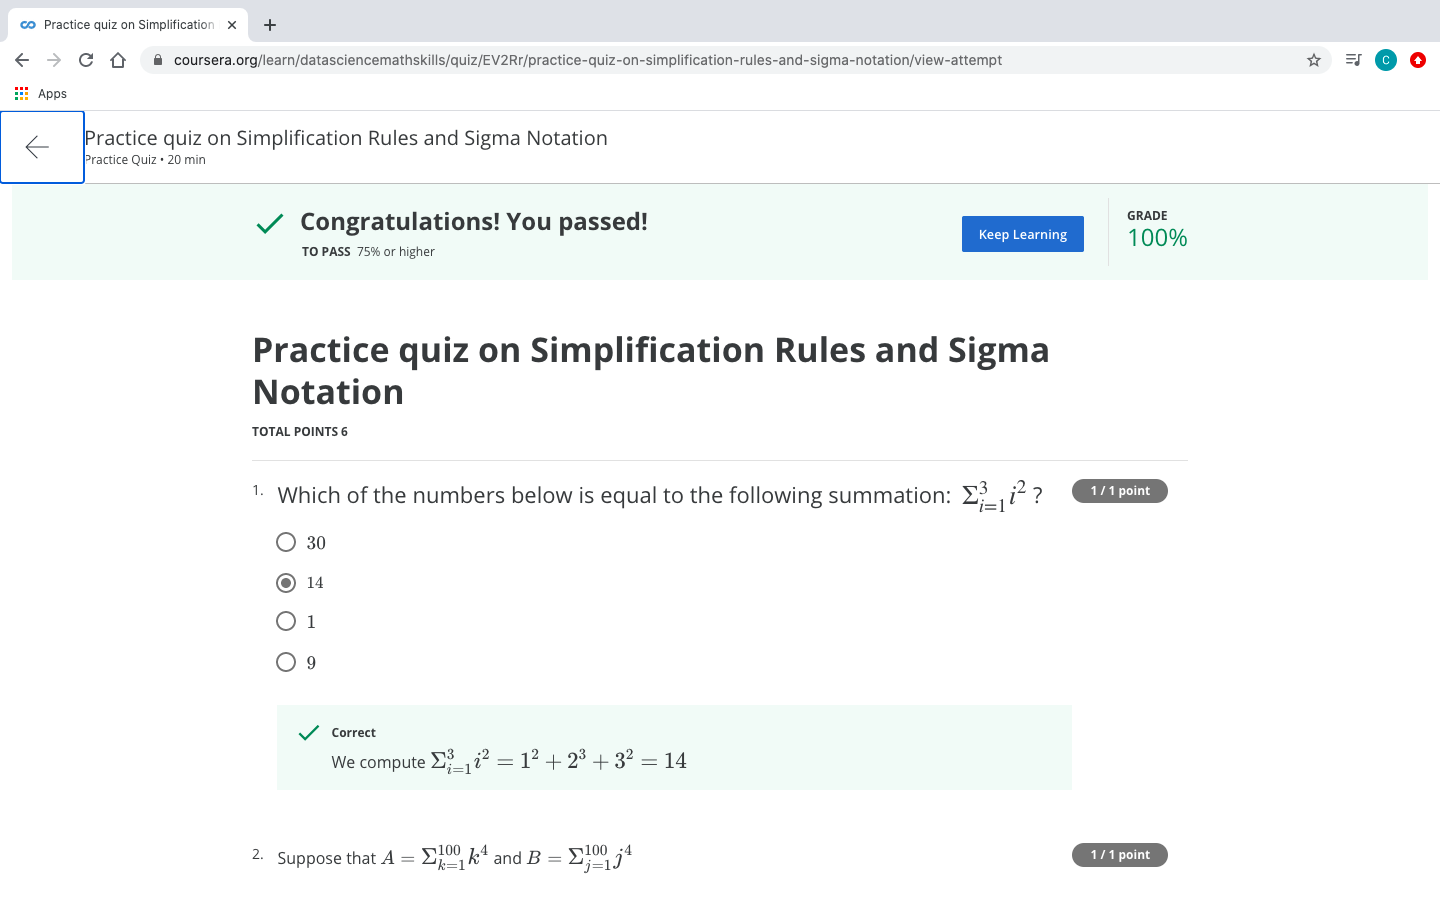 Practice quiz on Simplification
coursera.org/learn/datasciencemathskills/quiz/EV2Rr/practice-quiz-on-simplification-rules-and-sigma-notation/view-attempt
C
Apps
Practice quiz on Simplification Rules and Sigma Notation
Practice Quiz • 20 min
Congratulations! You passed!
TO PASS 75% or higher
Keep Learning
GRADE
100%
Practice quiz on Simplification Rules and Sigma
Notation
TOTAL POINTS 6
1. Which of the numbers below is equal to the following summation: $\Sigma_{i=1}^{3} i^2$ ?
1 / 1 point
30
14
1
9
Correct
We compute $\Sigma_{i=1}^{3} i^2 = 1^2 + 2^3 + 3^2 = 14$
2. Suppose that $A = \Sigma_{k=1}^{100} k^4$ and $B = \Sigma_{j=1}^{100} j^4$
1 / 1 point